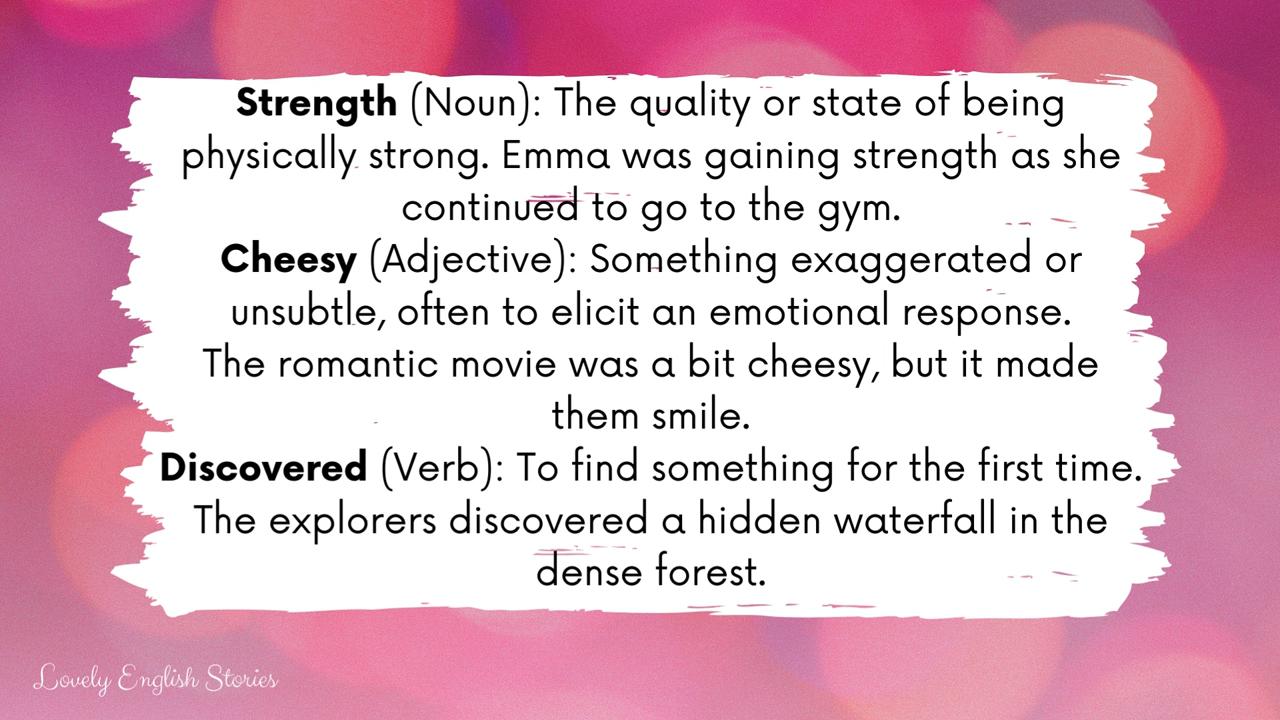 Strength (Noun): The quality or state of being
physically strong. Emma was gaining strength as she
continued to go to the gym.
Cheesy (Adjective): Something exaggerated or
unsubtle, often to elicit an emotional response.
The romantic movie was a bit cheesy, but it made
them smile.
Discovered (Verb): To find something for the first time.
The explorers discovered a hidden waterfall in the
dense forest.
Lovely English Stories